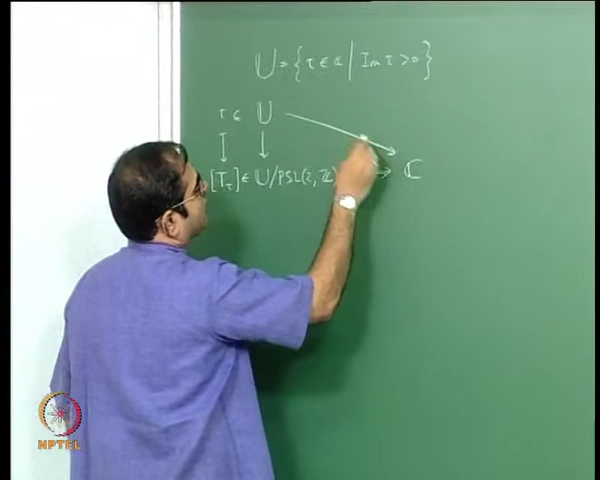 𝕌 = {τ ∈ ℂ | Im τ > 0}
τ ∈ 𝕌
[T_τ] ∈ 𝕌/PSL(2, ℤ) → ℂ
NPTEL